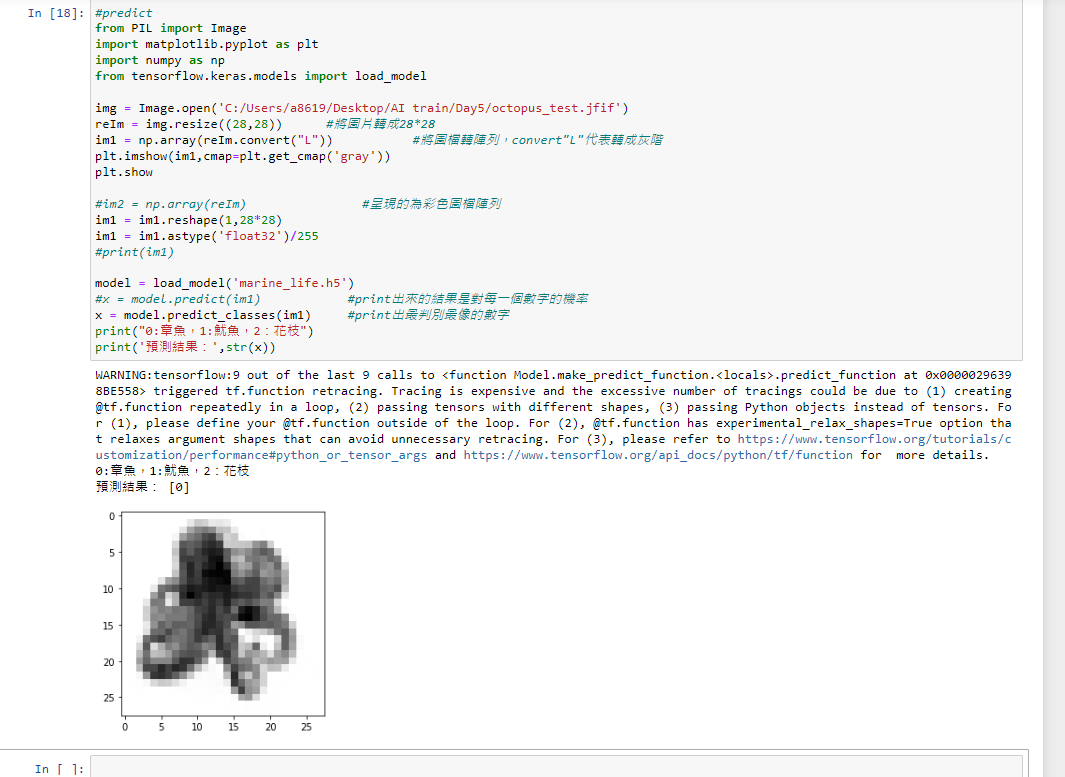 In [18]: #predict
from PIL import Image
import matplotlib.pyplot as plt
import numpy as np
from tensorflow.keras.models import load_model
img = Image.open('C:/Users/a8619/Desktop/AI train/Day5/octopus_test.jfif')
reIm = img.resize((28,28)) #將圖片轉成28*28
im1 = np.array(reIm.convert("L")) #將圖檔轉陣列，convert"L"代表轉成灰階
plt.imshow(im1,cmap=plt.get_cmap('gray'))
plt.show
#im2 = np.array(reIm) #呈現的為彩色圖檔陣列
im1 = im1.reshape(1,28*28)
im1 = im1.astype('float32')/255
#print(im1)
model = load_model('marine_life.h5')
#x = model.predict(im1) #print出來的結果是對每一個數字的機率
x = model.predict_classes(im1) #print出最判別最像的數字
print("0:章魚，1:魷魚，2：花枝")
print('預測結果：',str(x))
WARNING:tensorflow:9 out of the last 9 calls to <function Model.make_predict_function.<locals>.predict_function at 0x0000029639
8BE558> triggered tf.function retracing. Tracing is expensive and the excessive number of tracings could be due to (1) creating
@tf.function repeatedly in a loop, (2) passing tensors with different shapes, (3) passing Python objects instead of tensors. Fo
r (1), please define your @tf.function outside of the loop. For (2), @tf.function has experimental_relax_shapes=True option tha
t relaxes argument shapes that can avoid unnecessary retracing. For (3), please refer to https://www.tensorflow.org/tutorials/c
ustomization/performance#python_or_tensor_args and https://www.tensorflow.org/api_docs/python/tf/function for  more details.
0:章魚，1:魷魚，2：花枝
預測結果： [0]
0
5
10
15
20
25
0 5 10 15 20 25
In [ ]: